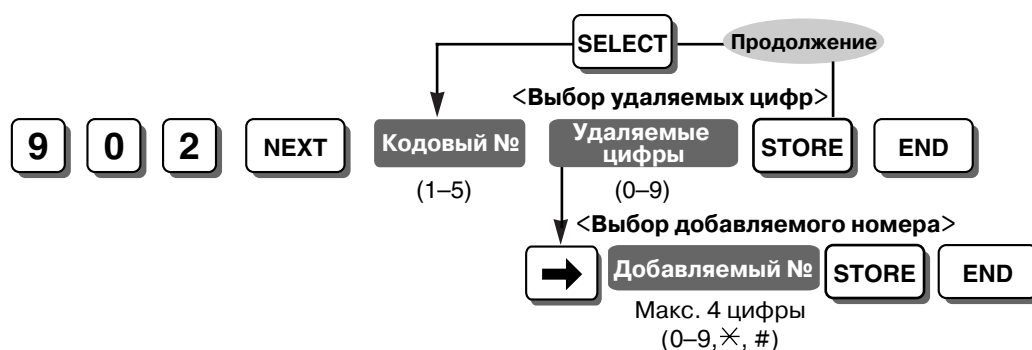 SELECT Продолжение
<Выбор удаляемых цифр>
9 0 2 NEXT Кодовый № Удаляемые цифры STORE END
(1–5) (0–9)
<Выбор добавляемого номера>
➡ Добавляемый № STORE END
Макс. 4 цифры
(0–9,✳, #)